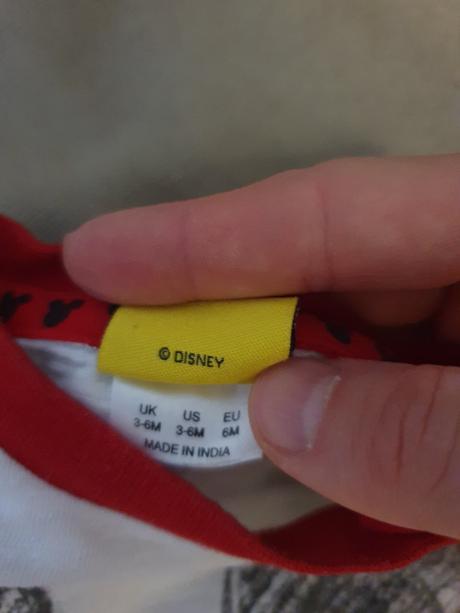 © DISNEY
UK US EU
3-6M 3-6M 6M
MADE IN INDIA